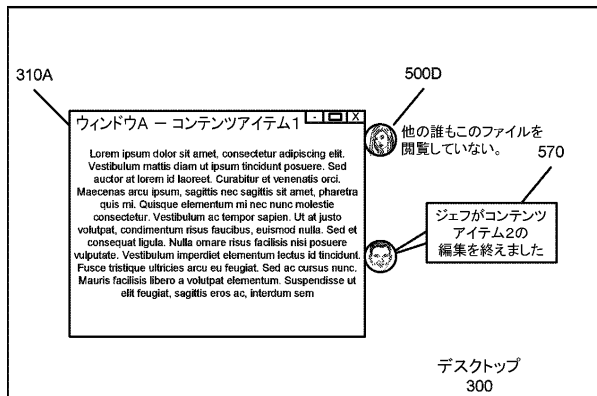 310A
500D
ウィンドウA － コンテンツアイテム1
- X
他の誰もこのファイルを
閲覧していない。
570
Lorem ipsum dolor sit amet, consectetur adipiscing elit.
Vestibulum mattis diam ut ipsum tincidunt posuere. Sed
auctor at lorem id laoreet. Curabitur et venenatis orci.
Maecenas arcu ipsum, sagittis nec sagittis sit amet, pharetra
quis mi. Quisque elementum mi nec nunc molestie
consectetur. Vestibulum ac tempor sapien. Ut at justo
volutpat, condimentum risus faucibus, euismod nulla. Sed et
consequat ligula. Nulla ornare risus facilisis nisi posuere
vulputate. Vestibulum imperdiet elementum lectus id tincidunt.
Fusce tristique ultricies arcu eu feugiat. Sed ac cursus nunc.
Mauris facilisis libero a volutpat elementum. Suspendisse ut
elit feugiat, sagittis eros ac, interdum sem
ジェフがコンテンツ
アイテム2の
編集を終えました
デスクトップ
300